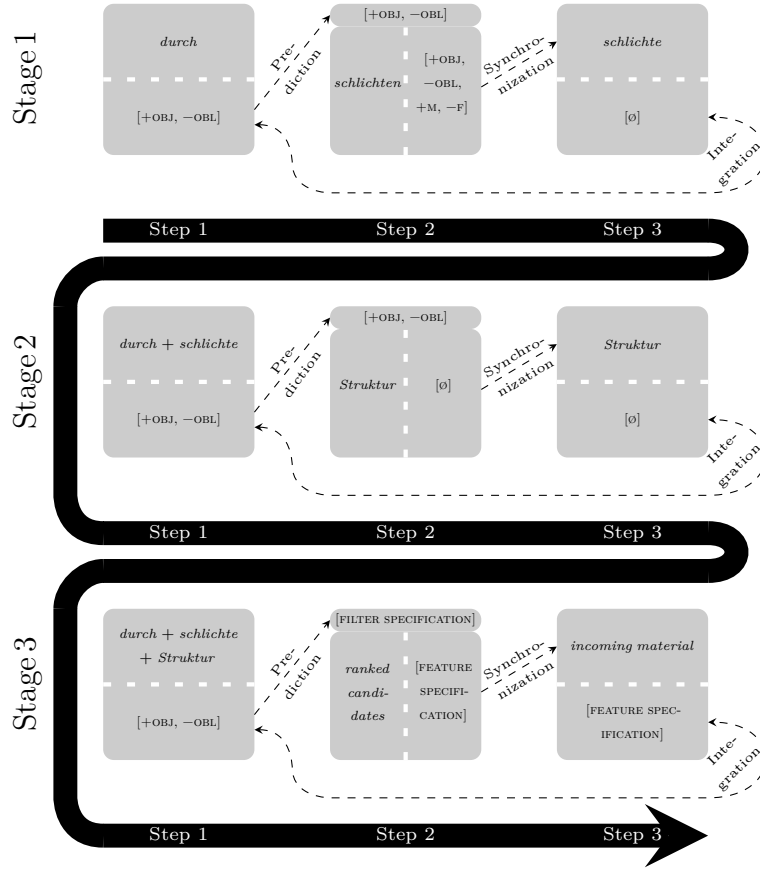 Stage 1
durch
[+OBJ, −OBL]
Pre-
diction
[+OBJ, −OBL]
schlichten
[+OBJ,
−OBL,
+M, −F]
Synchro-
nization
schlichte
[ø]
Inte-
gration
Step 1
Step 2
Step 3
Stage 2
durch + schlichte
[+OBJ, −OBL]
Pre-
diction
[+OBJ, −OBL]
Struktur
[ø]
Synchro-
nization
Struktur
[ø]
Inte-
gration
Step 1
Step 2
Step 3
Stage 3
durch + schlichte
+ Struktur
[+OBJ, −OBL]
Pre-
diction
[FILTER SPECIFICATION]
ranked
candi-
dates
[FEATURE
SPECIFI-
CATION]
Synchro-
nization
incoming material
[FEATURE SPEC-
IFICATION]
Inte-
gration
Step 1
Step 2
Step 3